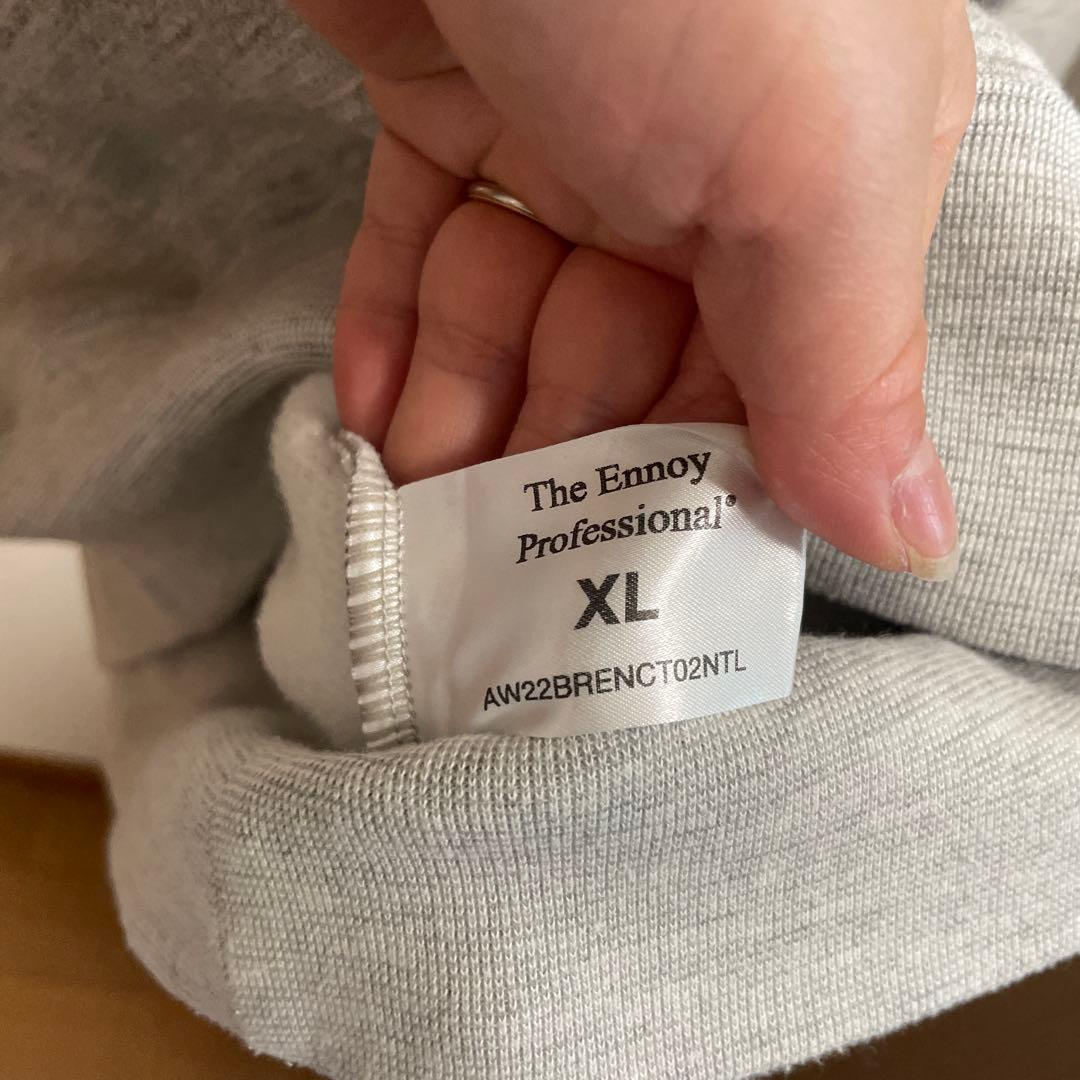 The Ennoy
Professional®
XL
AW22BRENCT02NTL